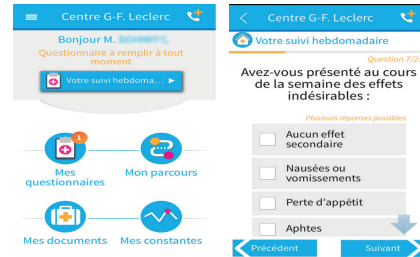 Centre G-F. Leclerc
Bonjour M.
Questionnaire à remplir à tout
moment
Votre suivi hebdoma...
1
Mes
questionnaires
Mon parcours
Mes documents
Mes constantes
Centre G-F. Leclerc
Votre suivi hebdomadaire
Question 7/2
Avez-vous présenté au cours
de la semaine des effets
indésirables :
Plusieurs réponses possibles
Aucun effet
secondaire
Nausées ou
vomissements
Perte d'appétit
Aphtes
Précédent
Suivant